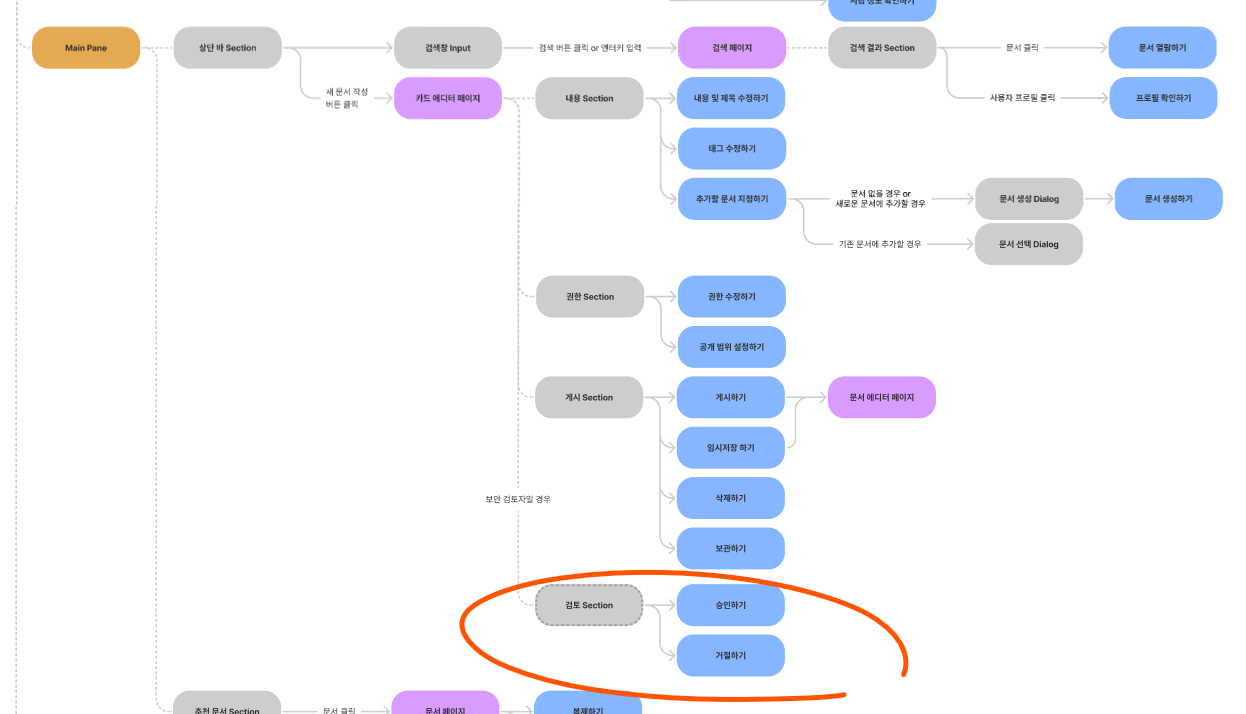 사람 정보 확인하기
Main Pane
상단 바 Section
검색창 Input
검색 버튼 클릭 or 엔터키 입력
검색 페이지
검색 결과 Section
문서 클릭
문서 열람하기
새 문서 작성
버튼 클릭
카드 에디터 페이지
내용 Section
내용 및 제목 수정하기
사용자 프로필 클릭
프로필 확인하기
태그 수정하기
추가할 문서 지정하기
문서 없을 경우 or
새로운 문서에 추가할 경우
문서 생성 Dialog
문서 생성하기
기존 문서에 추가할 경우
문서 선택 Dialog
권한 Section
권한 수정하기
공개 범위 설정하기
게시 Section
게시하기
문서 에디터 페이지
임시저장 하기
보안 검토자일 경우
삭제하기
보관하기
검토 Section
승인하기
거절하기
추천 문서 Section
문서 클릭
문서 페이지
복제하기